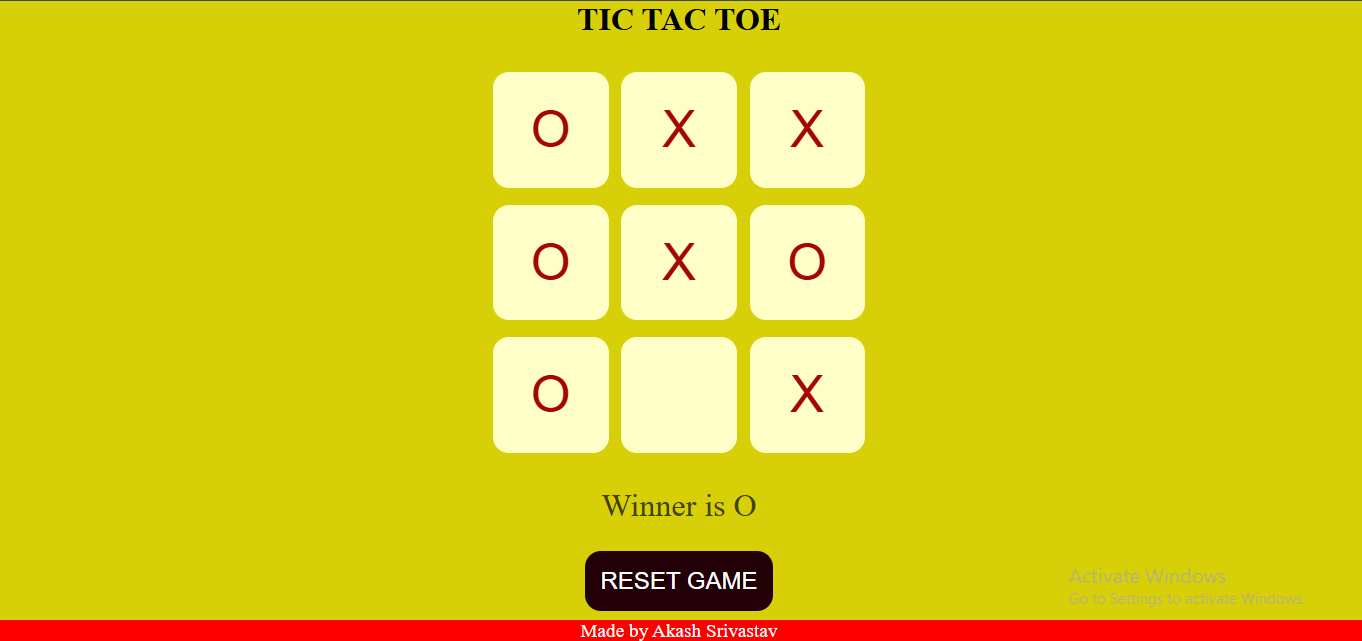 TIC TAC TOE
O X X
O X O
O X
Winner is O
RESET GAME
Activate Windows
Go to Settings to activate Windows.
Made by Akash Srivastav